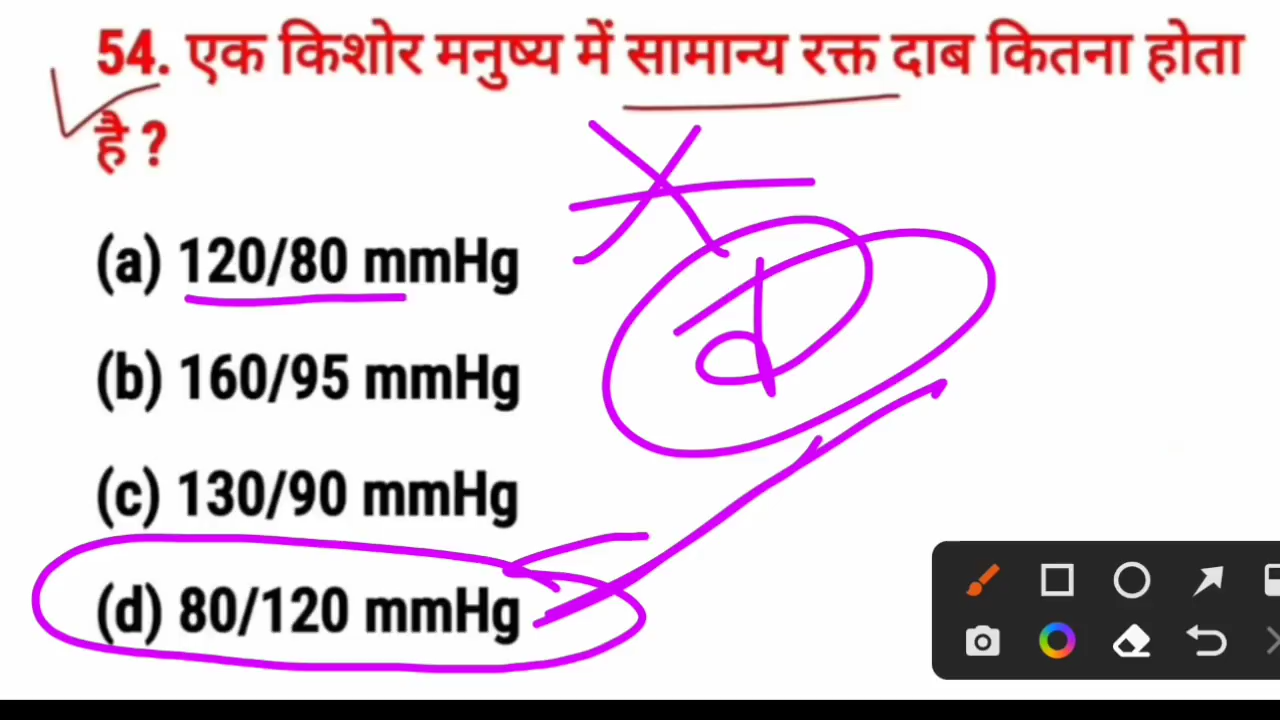 54. एक किशोर मनुष्य में सामान्य रक्त दाब कितना होता
है ?
(a) 120/80 mmHg
d
(b) 160/95 mmHg
(c) 130/90 mmHg
(d) 80/120 mmHg